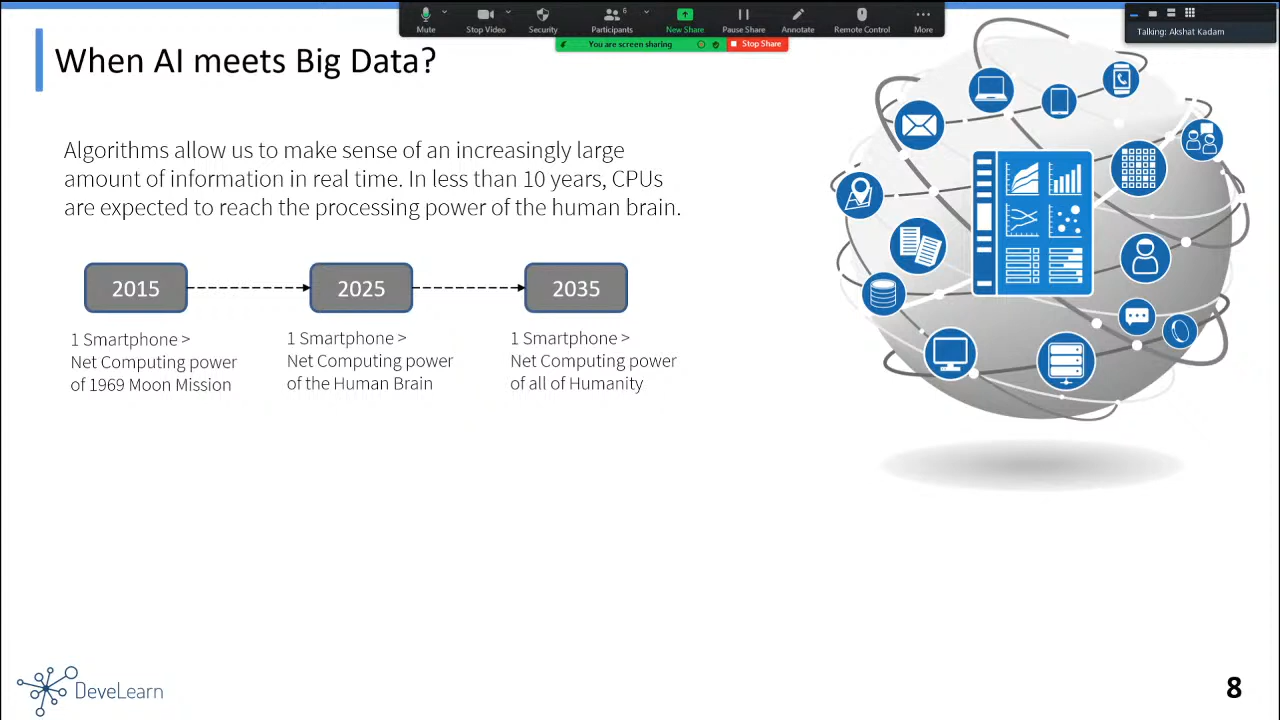 Mute
Stop Video
Security
6
Participants
New Share
Pause Share
Annotate
Remote Control
More
You are screen sharing
Stop Share
Talking: Akshat Kadam
When AI meets Big Data?
Algorithms allow us to make sense of an increasingly large
amount of information in real time. In less than 10 years, CPUs
are expected to reach the processing power of the human brain.
2015
2025
2035
1 Smartphone >
Net Computing power
of 1969 Moon Mission
1 Smartphone >
Net Computing power
of the Human Brain
1 Smartphone >
Net Computing power
of all of Humanity
DeveLearn
8